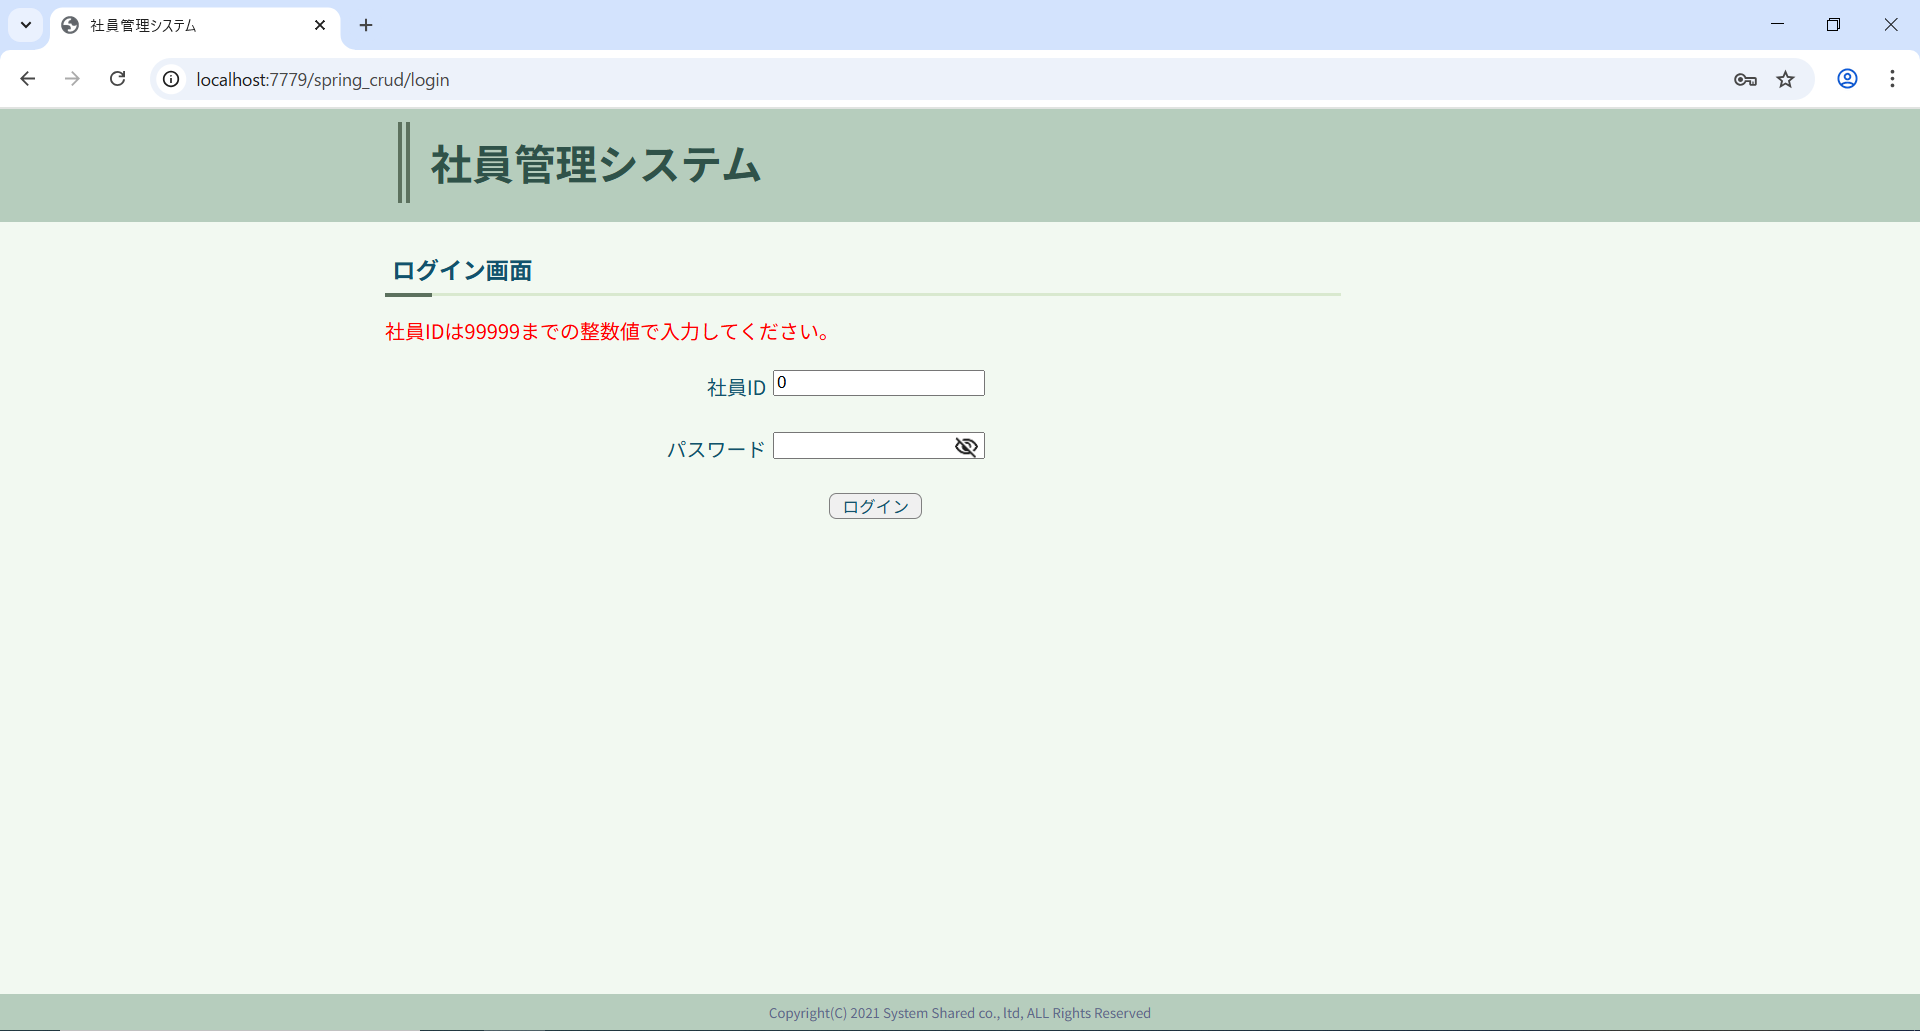 社員管理システム
localhost:7779/spring_crud/login
社員管理システム
ログイン画面
社員IDは99999までの整数値で入力してください。
社員ID 0
パスワード
ログイン
Copyright(C) 2021 System Shared co., ltd, ALL Rights Reserved